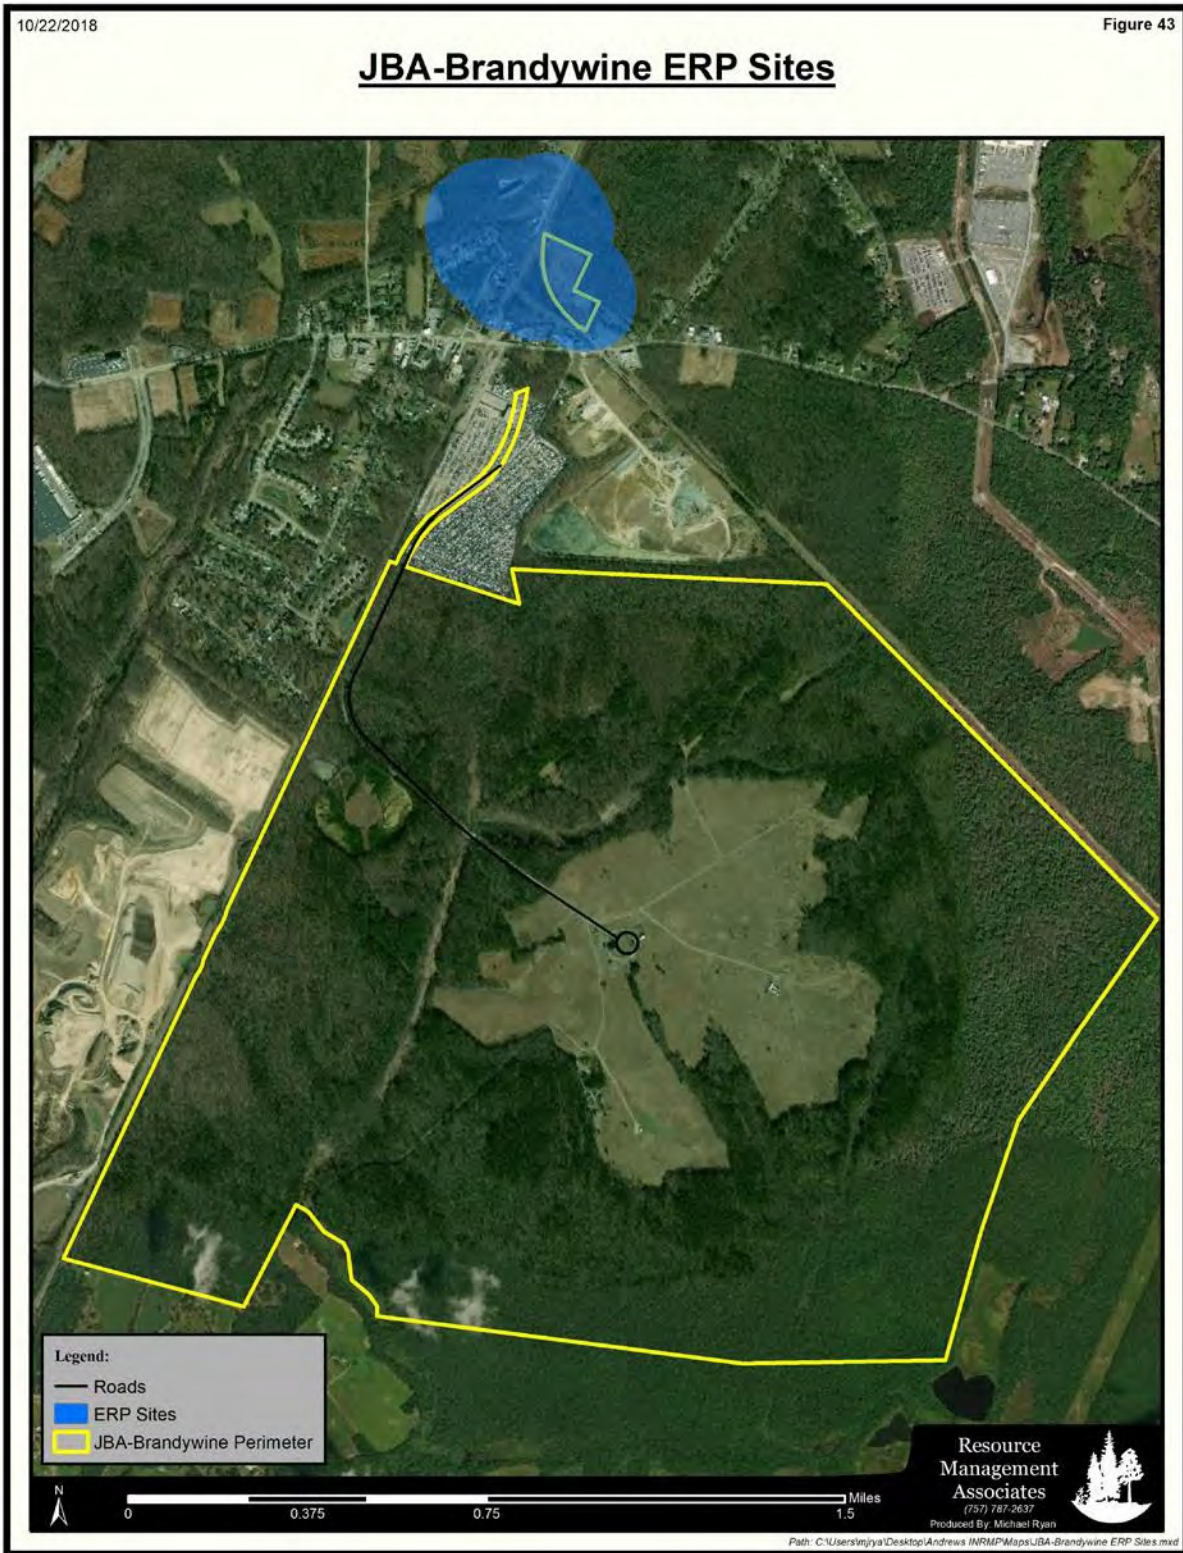 10/22/2018
Figure 43
JBA-Brandywine ERP Sites
Legend:
Roads
ERP Sites
JBA-Brandywine Perimeter
N
Miles
0
0.375
0.75
1.5
Resource
Management
Associates
(757) 787-2637
Produced By: Michael Ryan
Path: C:\Users\mjrya\Desktop\Andrews INRMP\Maps\JBA-Brandywine ERP Sites.mxd